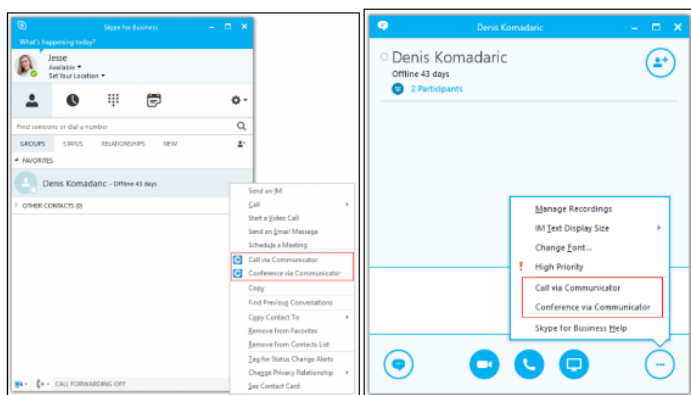 Skype for Business
What's happening today?
Jesse
Available
Set Your Location
Find someone or dial a number
GROUPS STATUS RELATIONSHIPS NEW
FAVORITES
Denis Komadaric - Offline 43 days
OTHER CONTACTS (0)
Send an IM
Call
Start a Video Call
Send an Email Message
Schedule a Meeting
Call via Communicator
Conference via Communicator
Copy
Find Previous Conversations
Copy Contact To
Remove from Favorites
Remove from Contacts List
Tag for Status Change Alerts
Change Privacy Relationship
See Contact Card
CALL FORWARDING OFF
Denis Komadaric
Denis Komadaric
Offline 43 days
2 Participants
Manage Recordings
IM Text Display Size
Change Font...
! High Priority
Call via Communicator
Conference via Communicator
Skype for Business Help